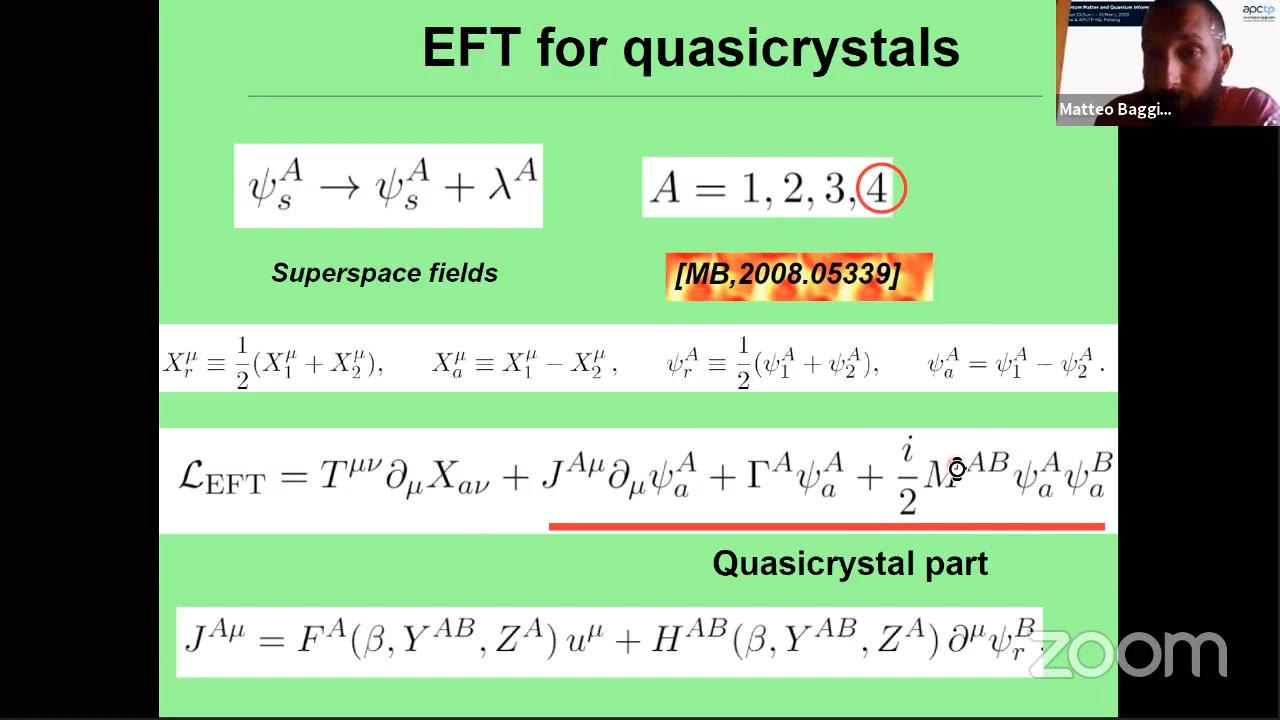 EFT for quasicrystals
ψ_s^A → ψ_s^A + λ^A
A = 1, 2, 3, 4
Superspace fields
[MB,2008.05339]
X_r^μ ≡ 1/2 (X_1^μ + X_2^μ), X_a^μ ≡ X_1^μ − X_2^μ, ψ_r^A ≡ 1/2 (ψ_1^A + ψ_2^A), ψ_a^A = ψ_1^A − ψ_2^A.
ℒ_EFT = T^{μν} ∂_μ X_{aν} + J^{Aμ} ∂_μ ψ_a^A + Γ^A ψ_a^A + i/2 M^{AB} ψ_a^A ψ_a^B
Quasicrystal part
J^{Aμ} = F^A(β, Y^{AB}, Z^A) u^μ + H^{AB}(β, Y^{AB}, Z^A) ∂^μ ψ_r^B.
zoom
apctp
Matteo Baggi...